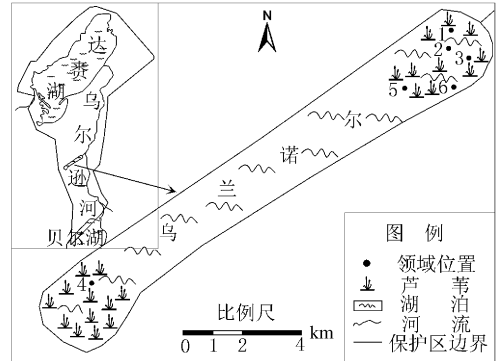 N
达
赉
湖
乌
尔
逊
河
贝尔湖
1
2
3
5
6
尔
诺
兰
乌
4
比例尺
0 1 2 4 km
图 例
领域位置
芦 苇
湖 泊
河 流
保护区边界